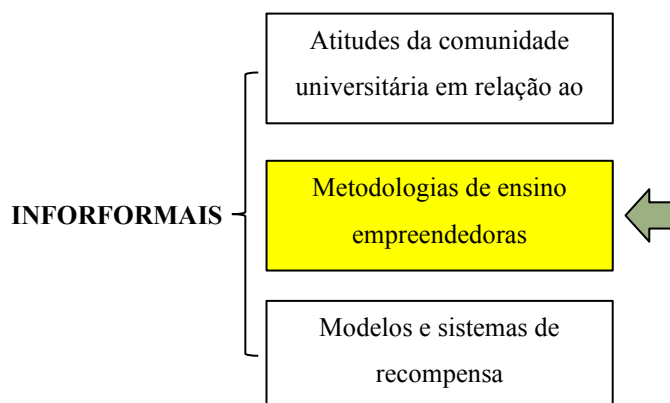 Atitudes da comunidade
universitária em relação ao
INFORFORMAIS
Metodologias de ensino
empreendedoras
Modelos e sistemas de
recompensa